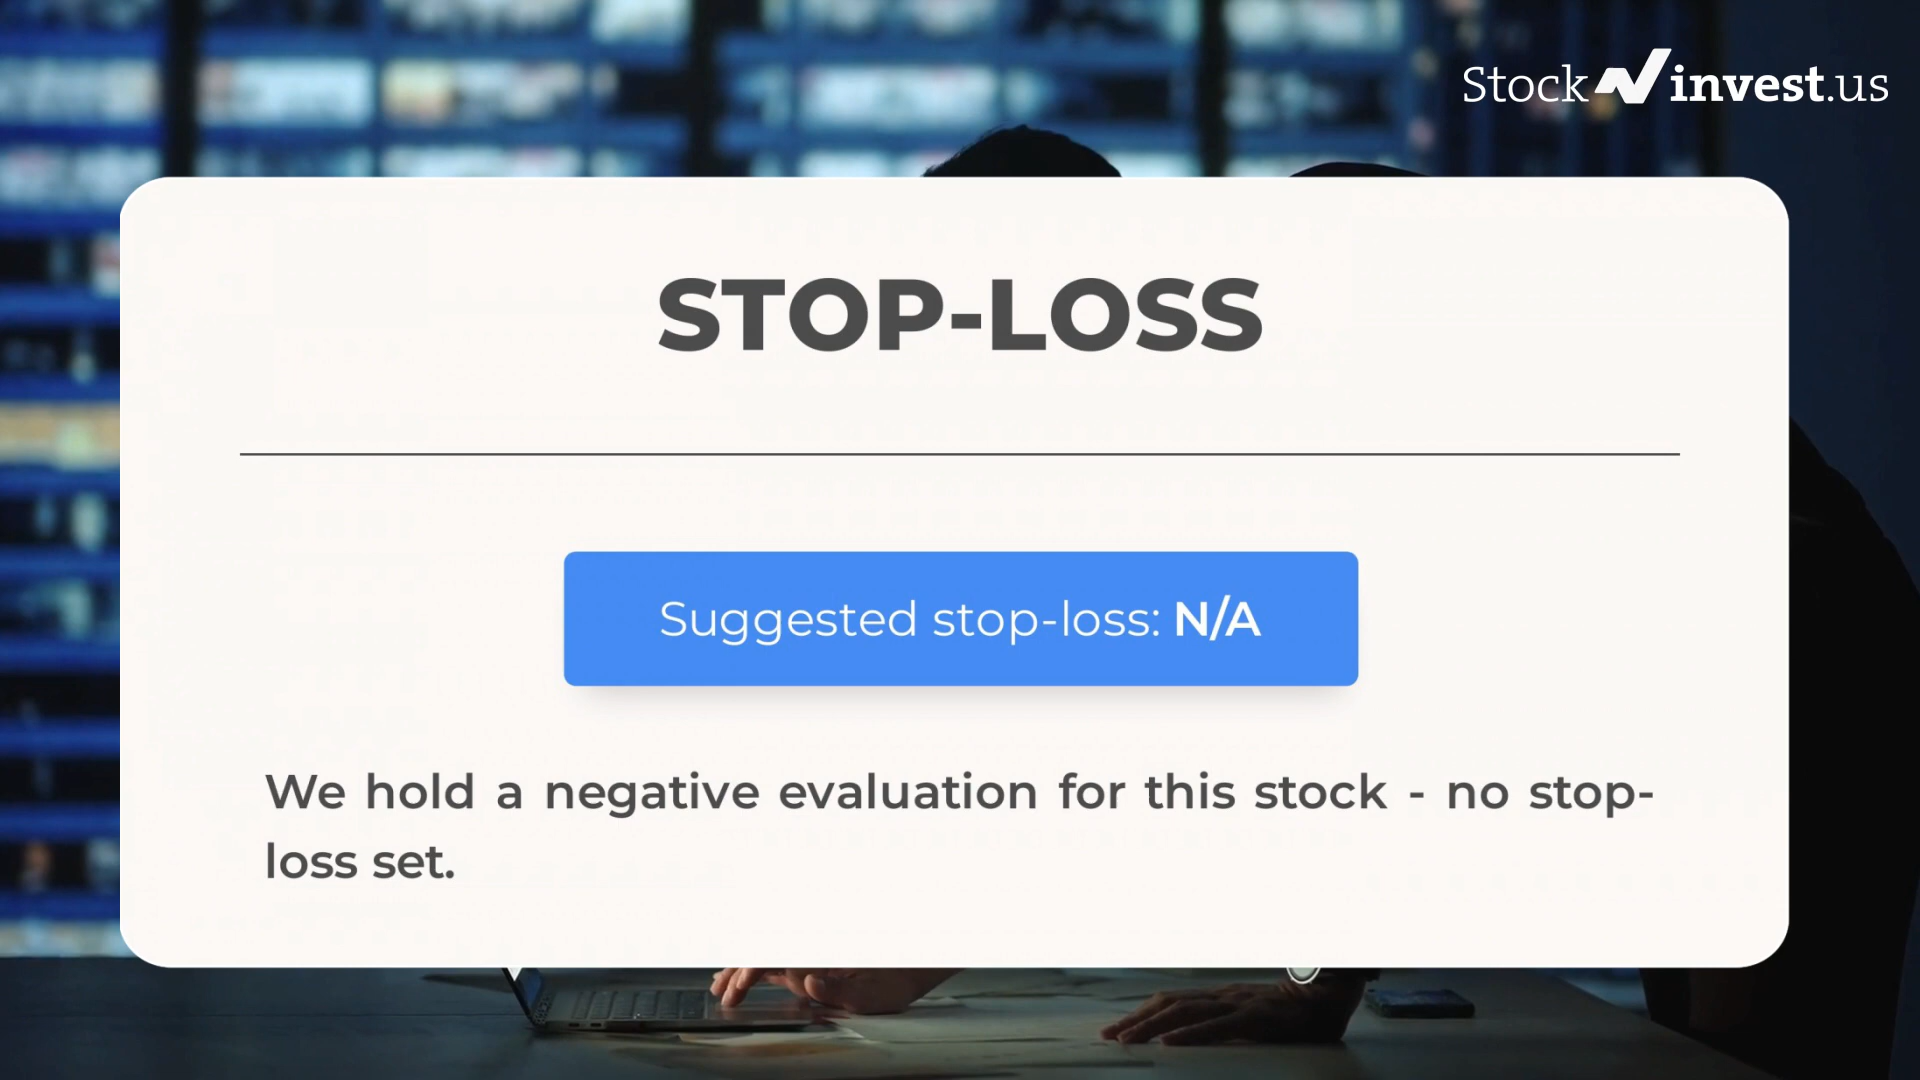 Stock invest.us
STOP-LOSS
Suggested stop-loss: N/A
We hold a negative evaluation for this stock - no stop-
loss set.